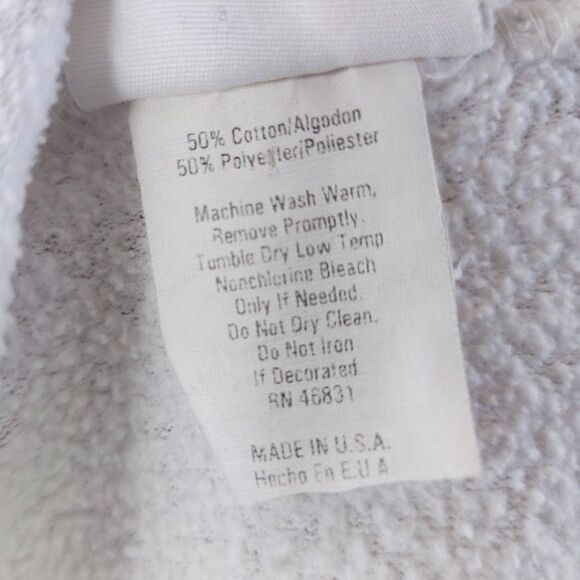 50% Cotton/Algodon
50% Polyester/Poliester
Machine Wash Warm,
Remove Promptly.
Tumble Dry Low Temp
Nonchlorine Bleach
Only If Needed.
Do Not Dry Clean.
Do Not Iron
If Decorated.
RN 46831
MADE IN U.S.A.
Hecho En E.U.A